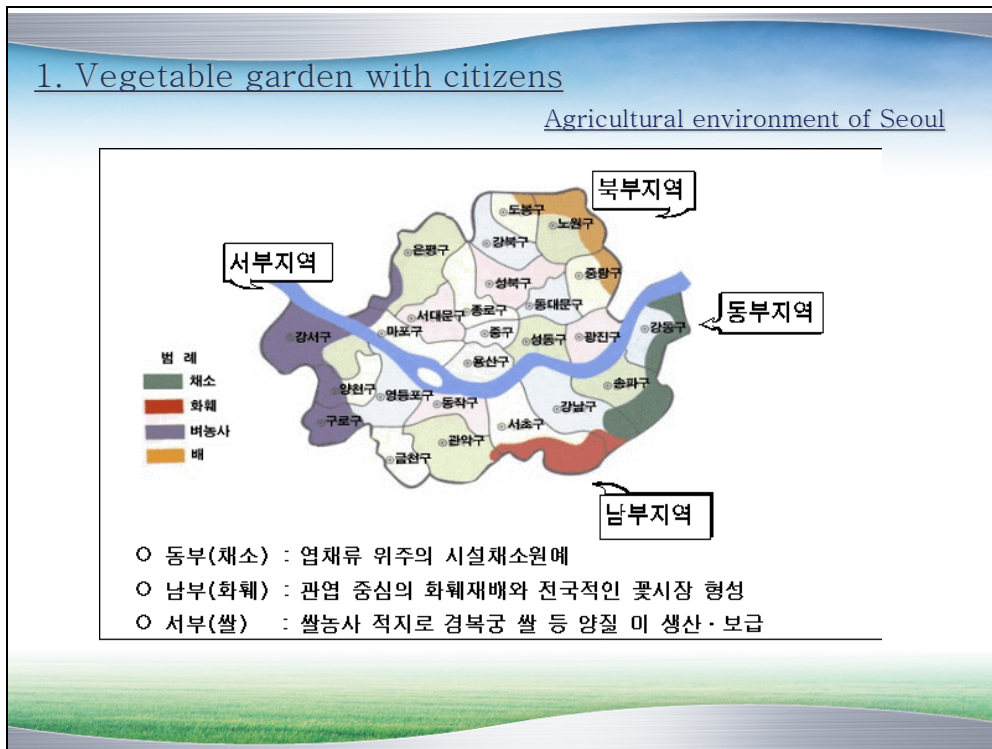 1. Vegetable garden with citizens
Agricultural environment of Seoul
북부지역
도봉구
노원구
강북구
은평구
서부지역
중랑구
성북구
동대문구
종로구
서대문구
동부지역
강동구
마포구
중구
강서구
성동구
광진구
용산구
범 례
채소
화훼
벼농사
배
양천구
영등포구
동작구
송파구
강남구
구로구
서초구
관악구
금천구
남부지역
○ 동부(채소) : 엽채류 위주의 시설채소원예
○ 남부(화훼) : 관엽 중심의 화훼재배와 전국적인 꽃시장 형성
○ 서부(쌀) : 쌀농사 적지로 경복궁 쌀 등 양질 미 생산·보급